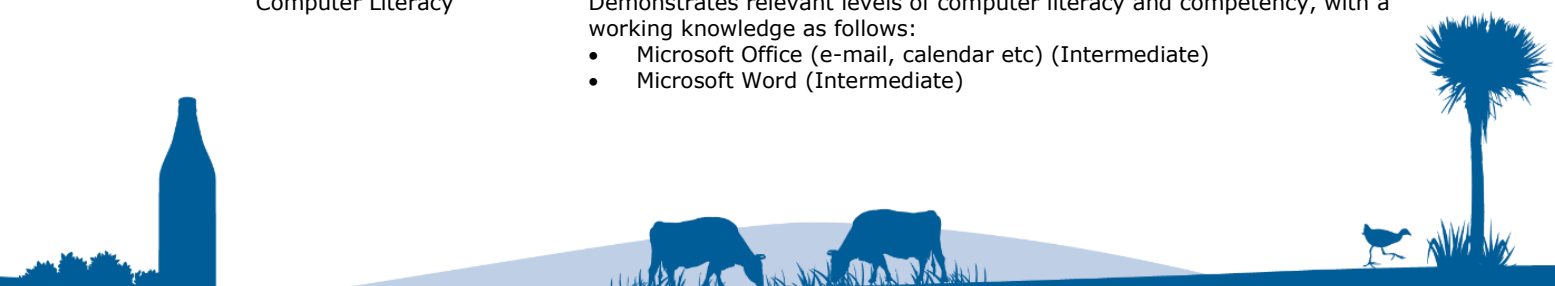 Computer Literacy
Demonstrates relevant levels of computer literacy and competency, with a
working knowledge as follows:
• Microsoft Office (e-mail, calendar etc) (Intermediate)
• Microsoft Word (Intermediate)